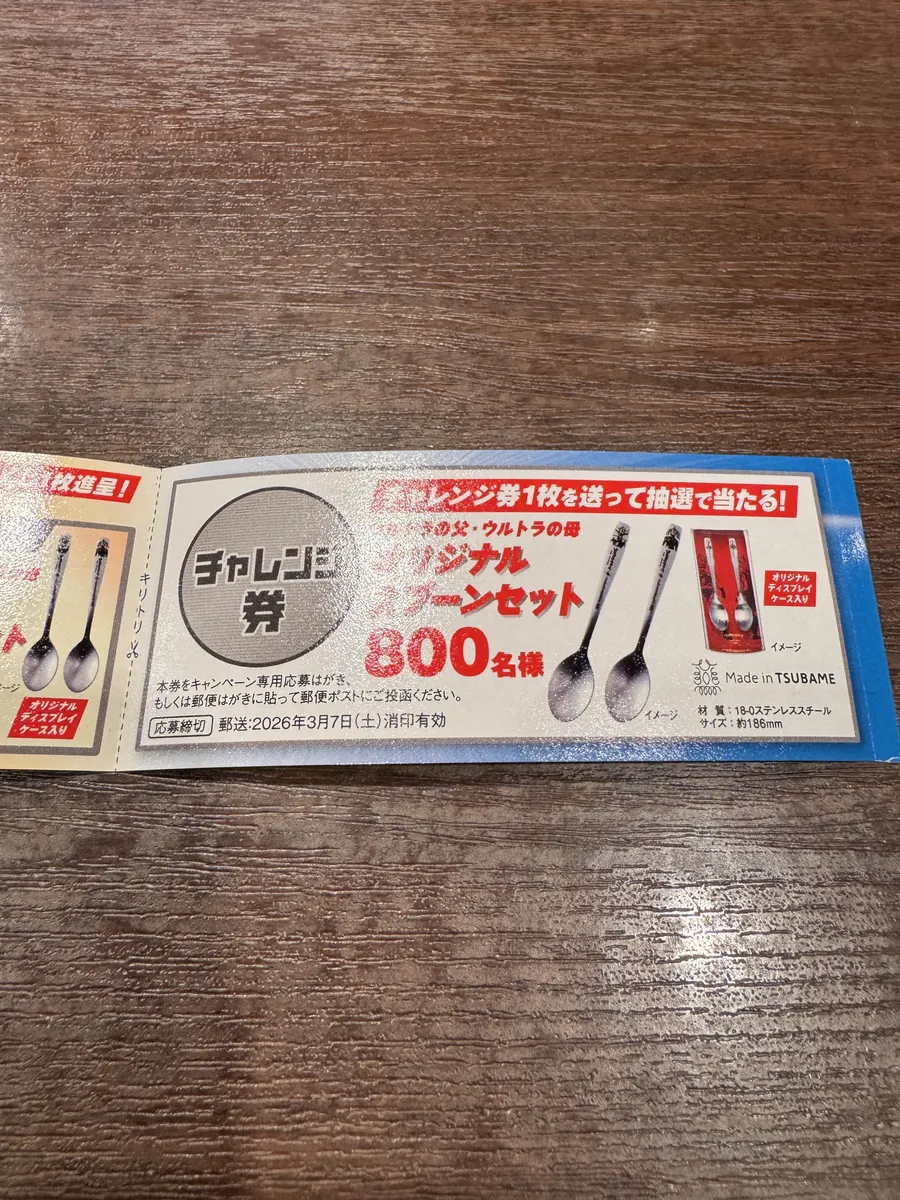 枚進呈！
オリジナル
ディスプレイ
ケース入り
キリトリ
チャレンジ券1枚を送って抽選で当たる！
チャレンジ
券
の父・ウルトラの母
オリジナル
スプーンセット
800名様
本券をキャンペーン専用応募はがき、
もしくは郵便はがきに貼って郵便ポストにご投函ください。
応募締切 郵送:2026年3月7日(土)消印有効
イメージ
オリジナル
ディスプレイ
ケース入り
イメージ
Made in TSUBAME
材 質：18-0ステンレススチール
サイズ：約186mm